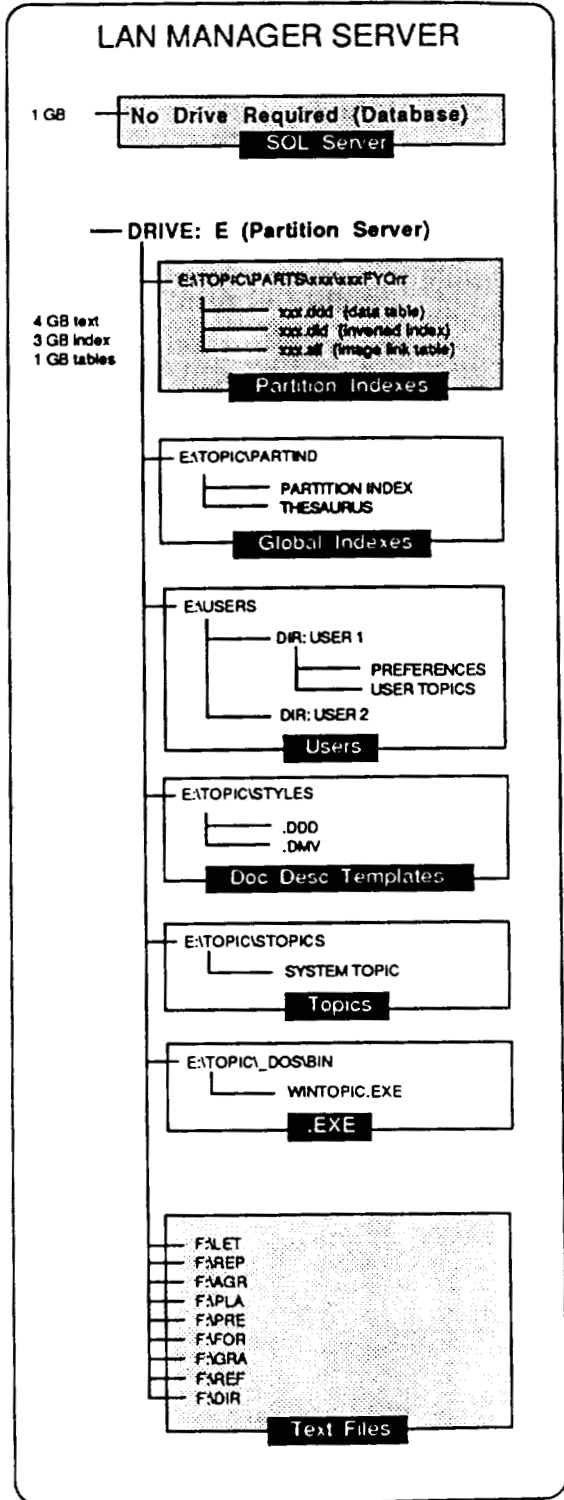 LAN MANAGER SERVER
1 GB
No Drive Required (Database)
SQL Server
DRIVE: E (Partition Server)
E:\TOPIC\PARTS\xxx\xxxFYQrr
4 GB text
3 GB index
1 GB tables
xxx.ddd (data table)
xxx.did (inverted index)
(image link table)
Partition Indexes
E:\TOPIC\PARTIND
PARTITION INDEX
THESAURUS
Global Indexes
E:\USERS
DIR: USER 1
PREFERENCES
USER TOPICS
DIR: USER 2
Users
E:\TOPIC\STYLES
.DDD
.DMV
Doc Desc Templates
E:\TOPIC\STOPICS
SYSTEM TOPIC
Topics
E:\TOPIC\_DOS\BIN
WINTOPIC.EXE
.EXE
F:\LET
F:\REP
F:\AGR
F:\PLA
F:\PRE
F:\FOR
F:\GRA
F:\REF
F:\DIR
Text Files